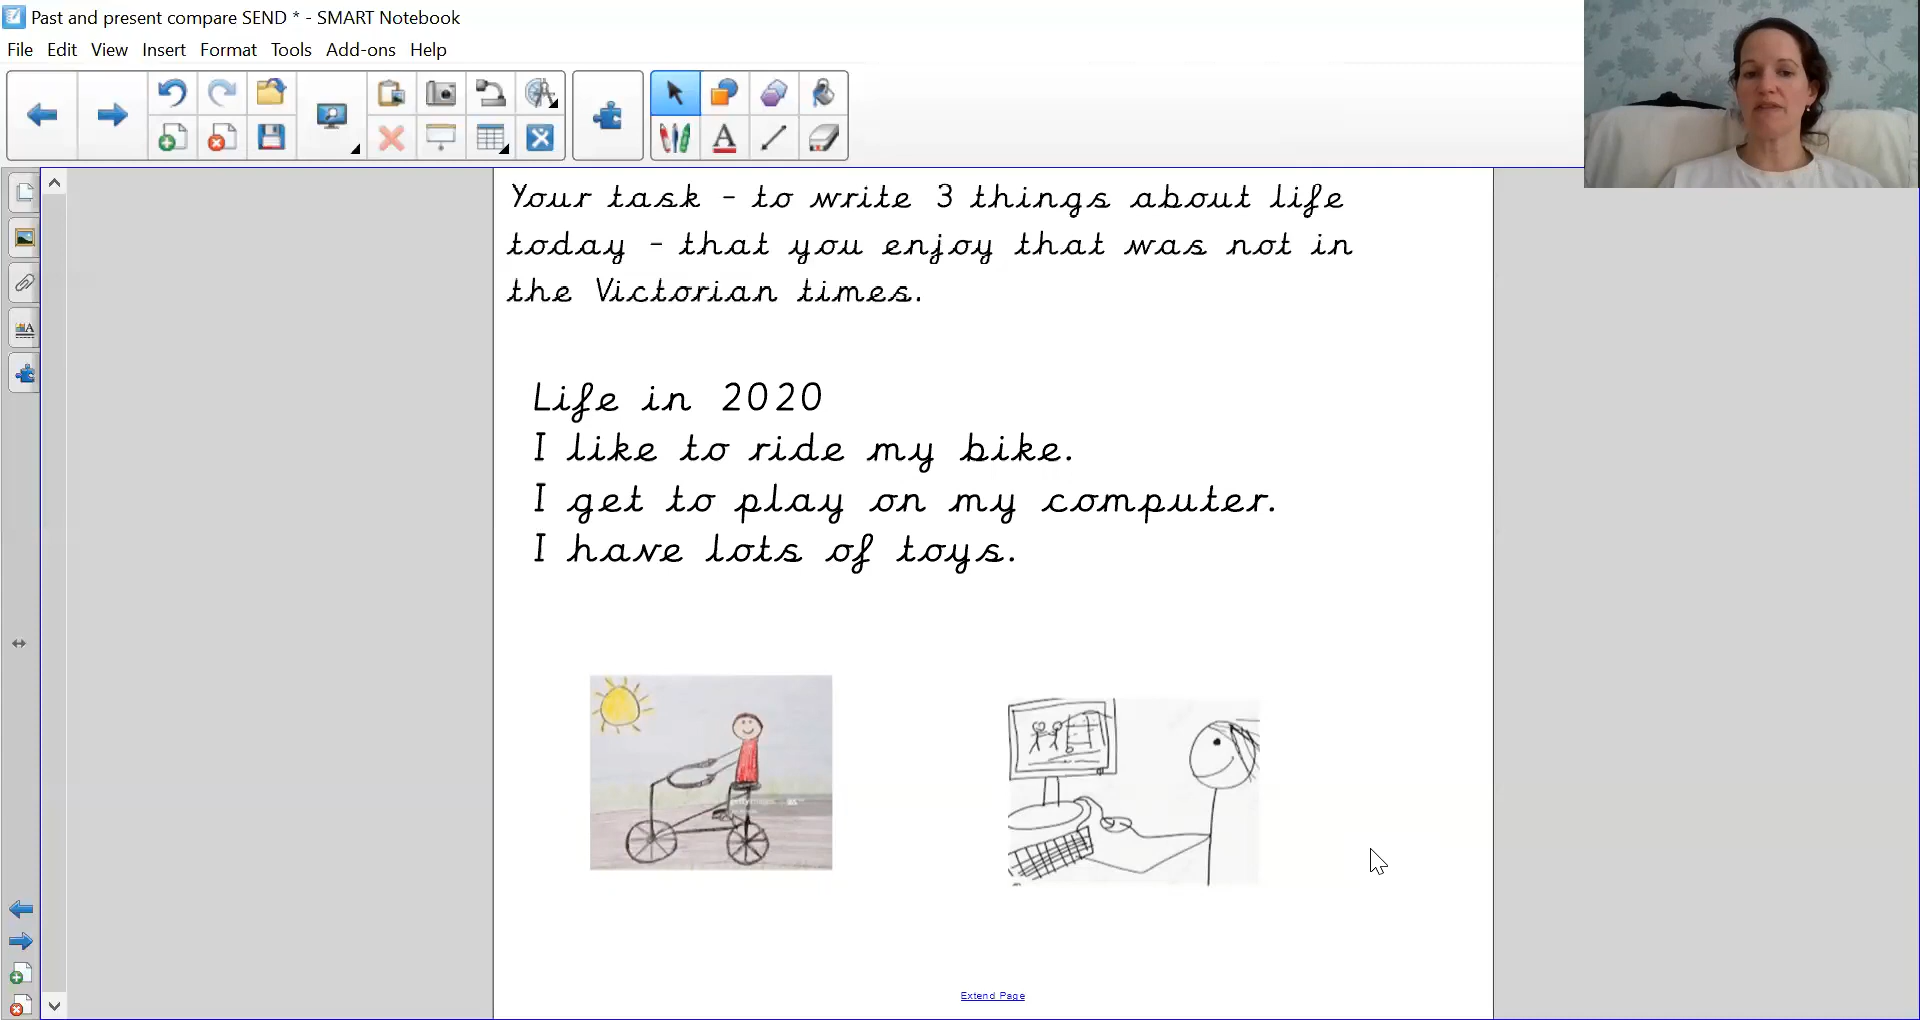 Past and present compare SEND * - SMART Notebook
File Edit View Insert Format Tools Add-ons Help
Your task - to write 3 things about life
today - that you enjoy that was not in
the Victorian times.
Life in 2020
I like to ride my bike.
I get to play on my computer.
I have lots of toys.
Extend Page